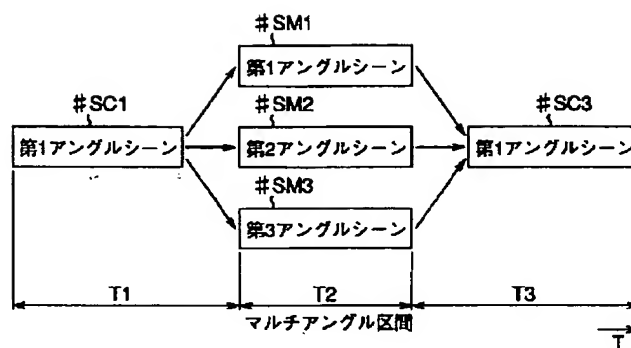 #SM1
第1アングルシーン
#SC1
#SM2
#SC3
第1アングルシーン
第2アングルシーン
第1アングルシーン
#SM3
第3アングルシーン
T1
T2
T3
マルチアングル区間
T